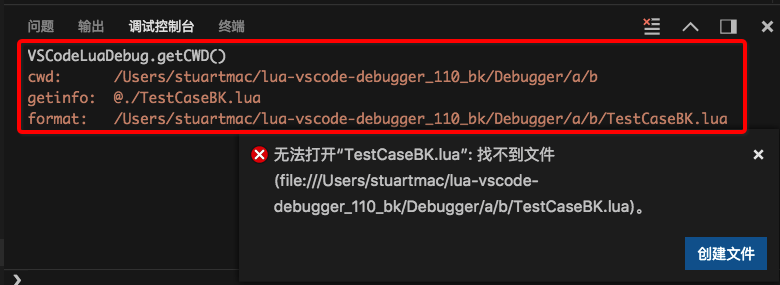 问题 输出 调试控制台 终端
VSCodeLuaDebug.getCWD()
cwd: /Users/stuartmac/lua-vscode-debugger_110_bk/Debugger/a/b
getinfo: @./TestCaseBK.lua
format: /Users/stuartmac/lua-vscode-debugger_110_bk/Debugger/a/b/TestCaseBK.lua
无法打开“TestCaseBK.lua”: 找不到文件
(file:///Users/stuartmac/lua-vscode-
debugger_110_bk/Debugger/a/b/TestCaseBK.lua)。
创建文件